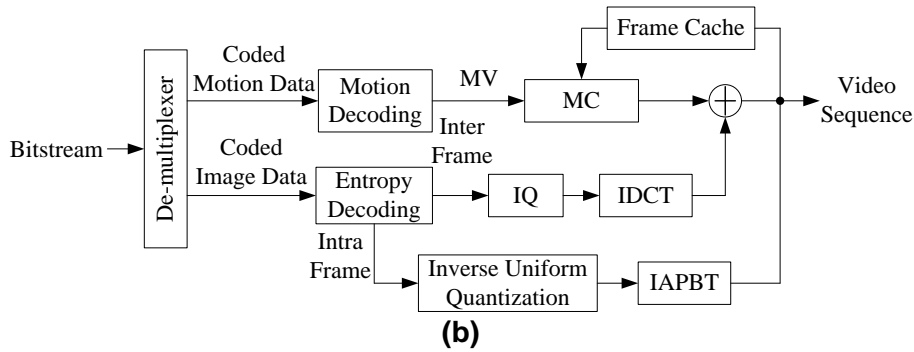 Frame Cache
Coded
Motion Data
Motion
Decoding
MV
MC
Video
Sequence
Bitstream
De-multiplexer
Coded
Image Data
Inter
Frame
Entropy
Decoding
IQ
IDCT
Intra
Frame
Inverse Uniform
Quantization
IAPBT
(b)